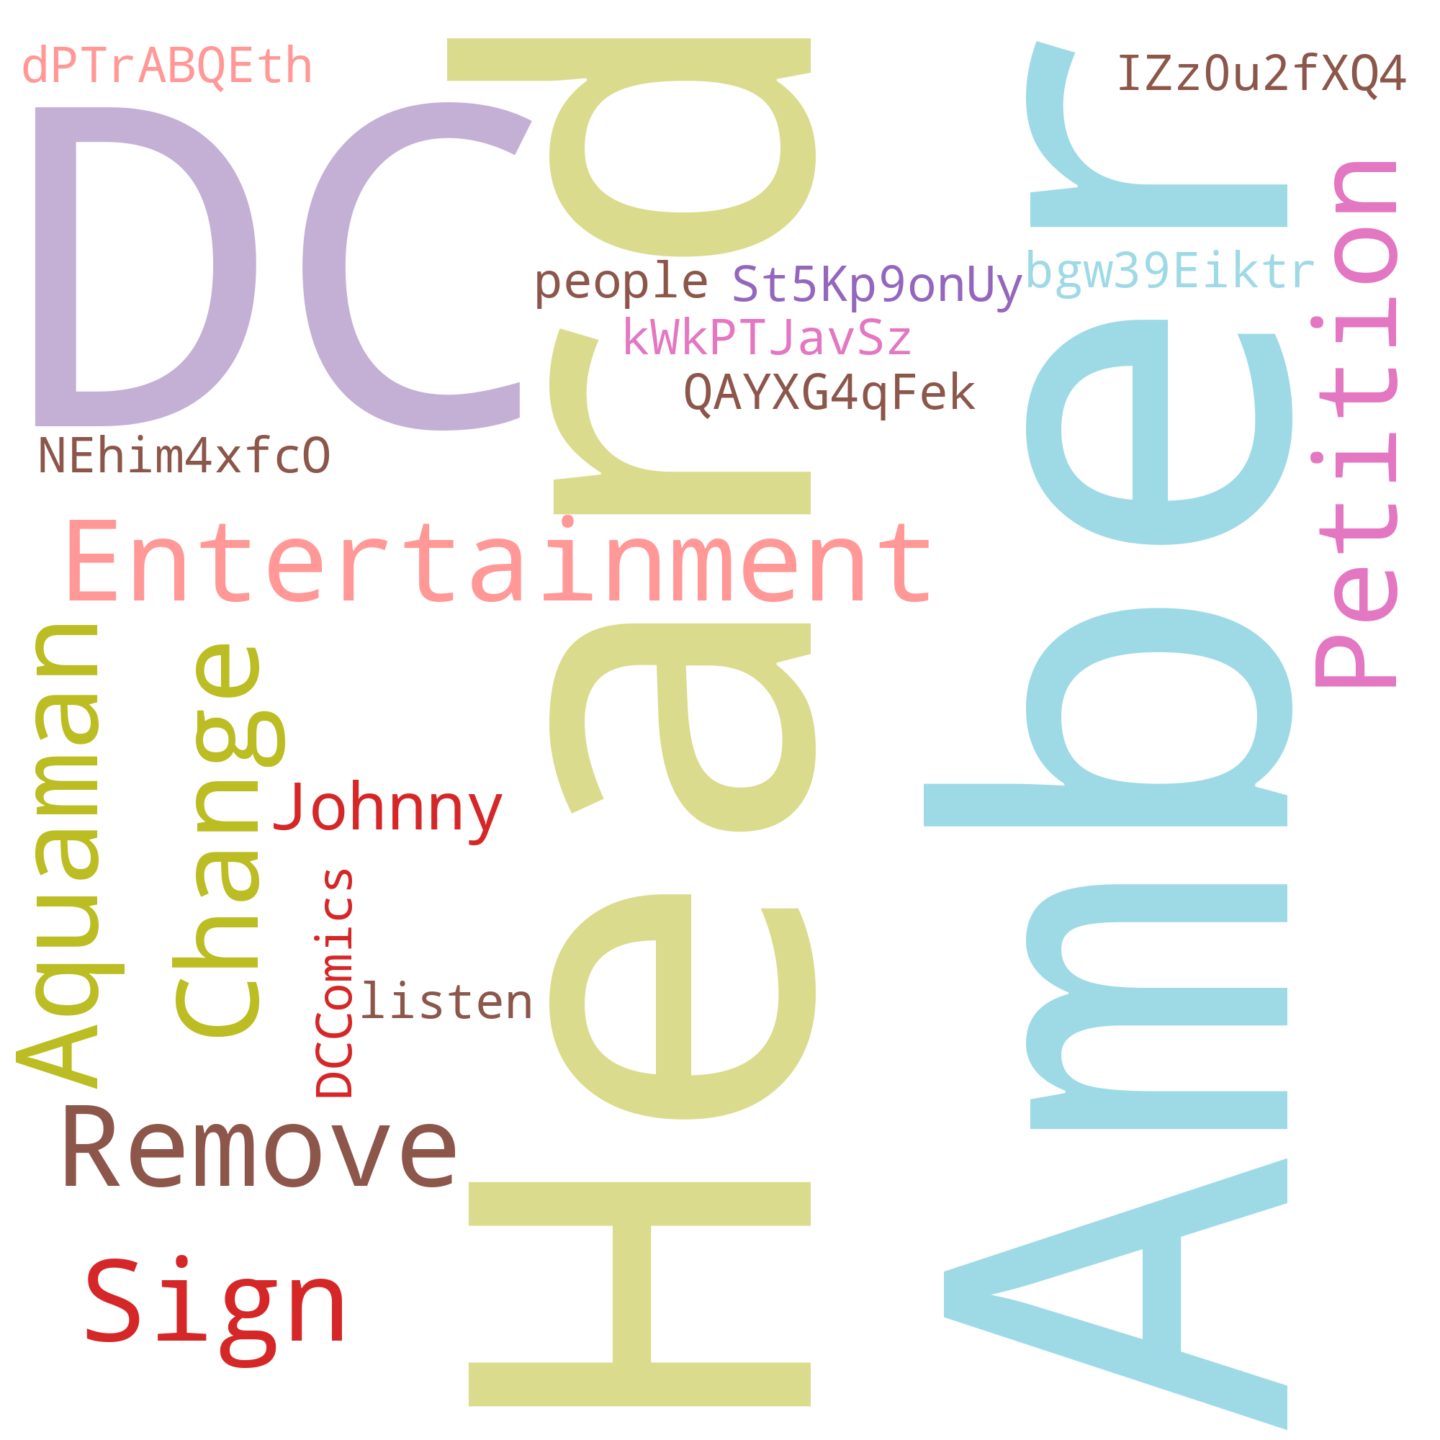 dPTrABQEth
IZz0u2fXQ4
DC
Heard
Amber
Petition
people
St5Kp9onUy
bgw39Eiktr
kWkPTJavSz
QAYXG4qFek
NEhim4xfcO
Entertainment
Aquaman
Change
Johnny
DCComics
listen
Remove
Sign